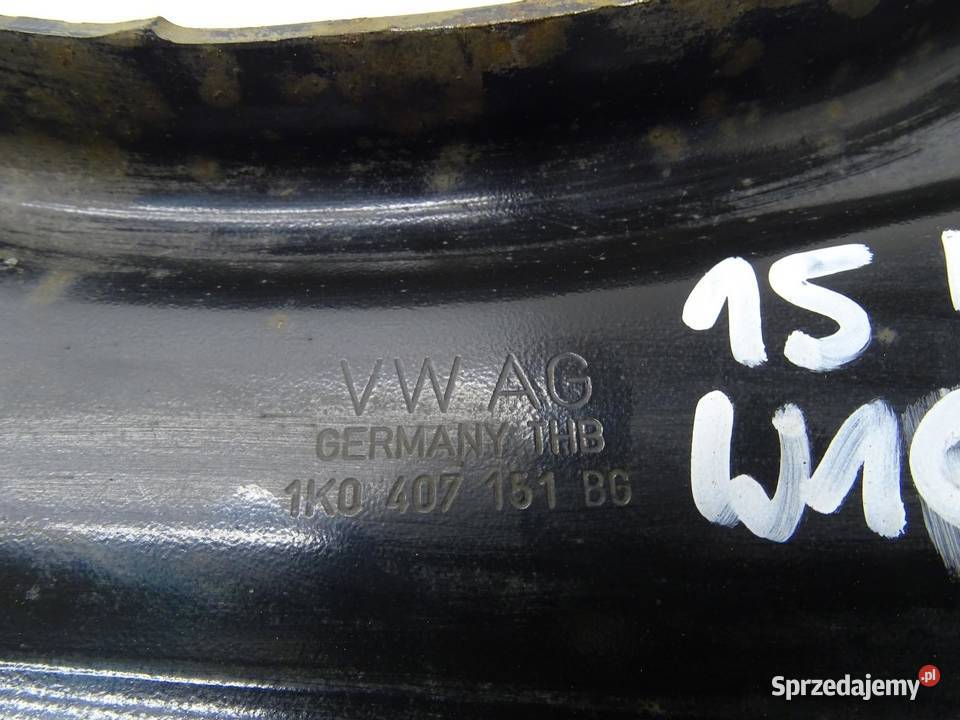 15
VW AG
GERMANY THB
1K0 407 151 BG
Sprzedajemy.pl